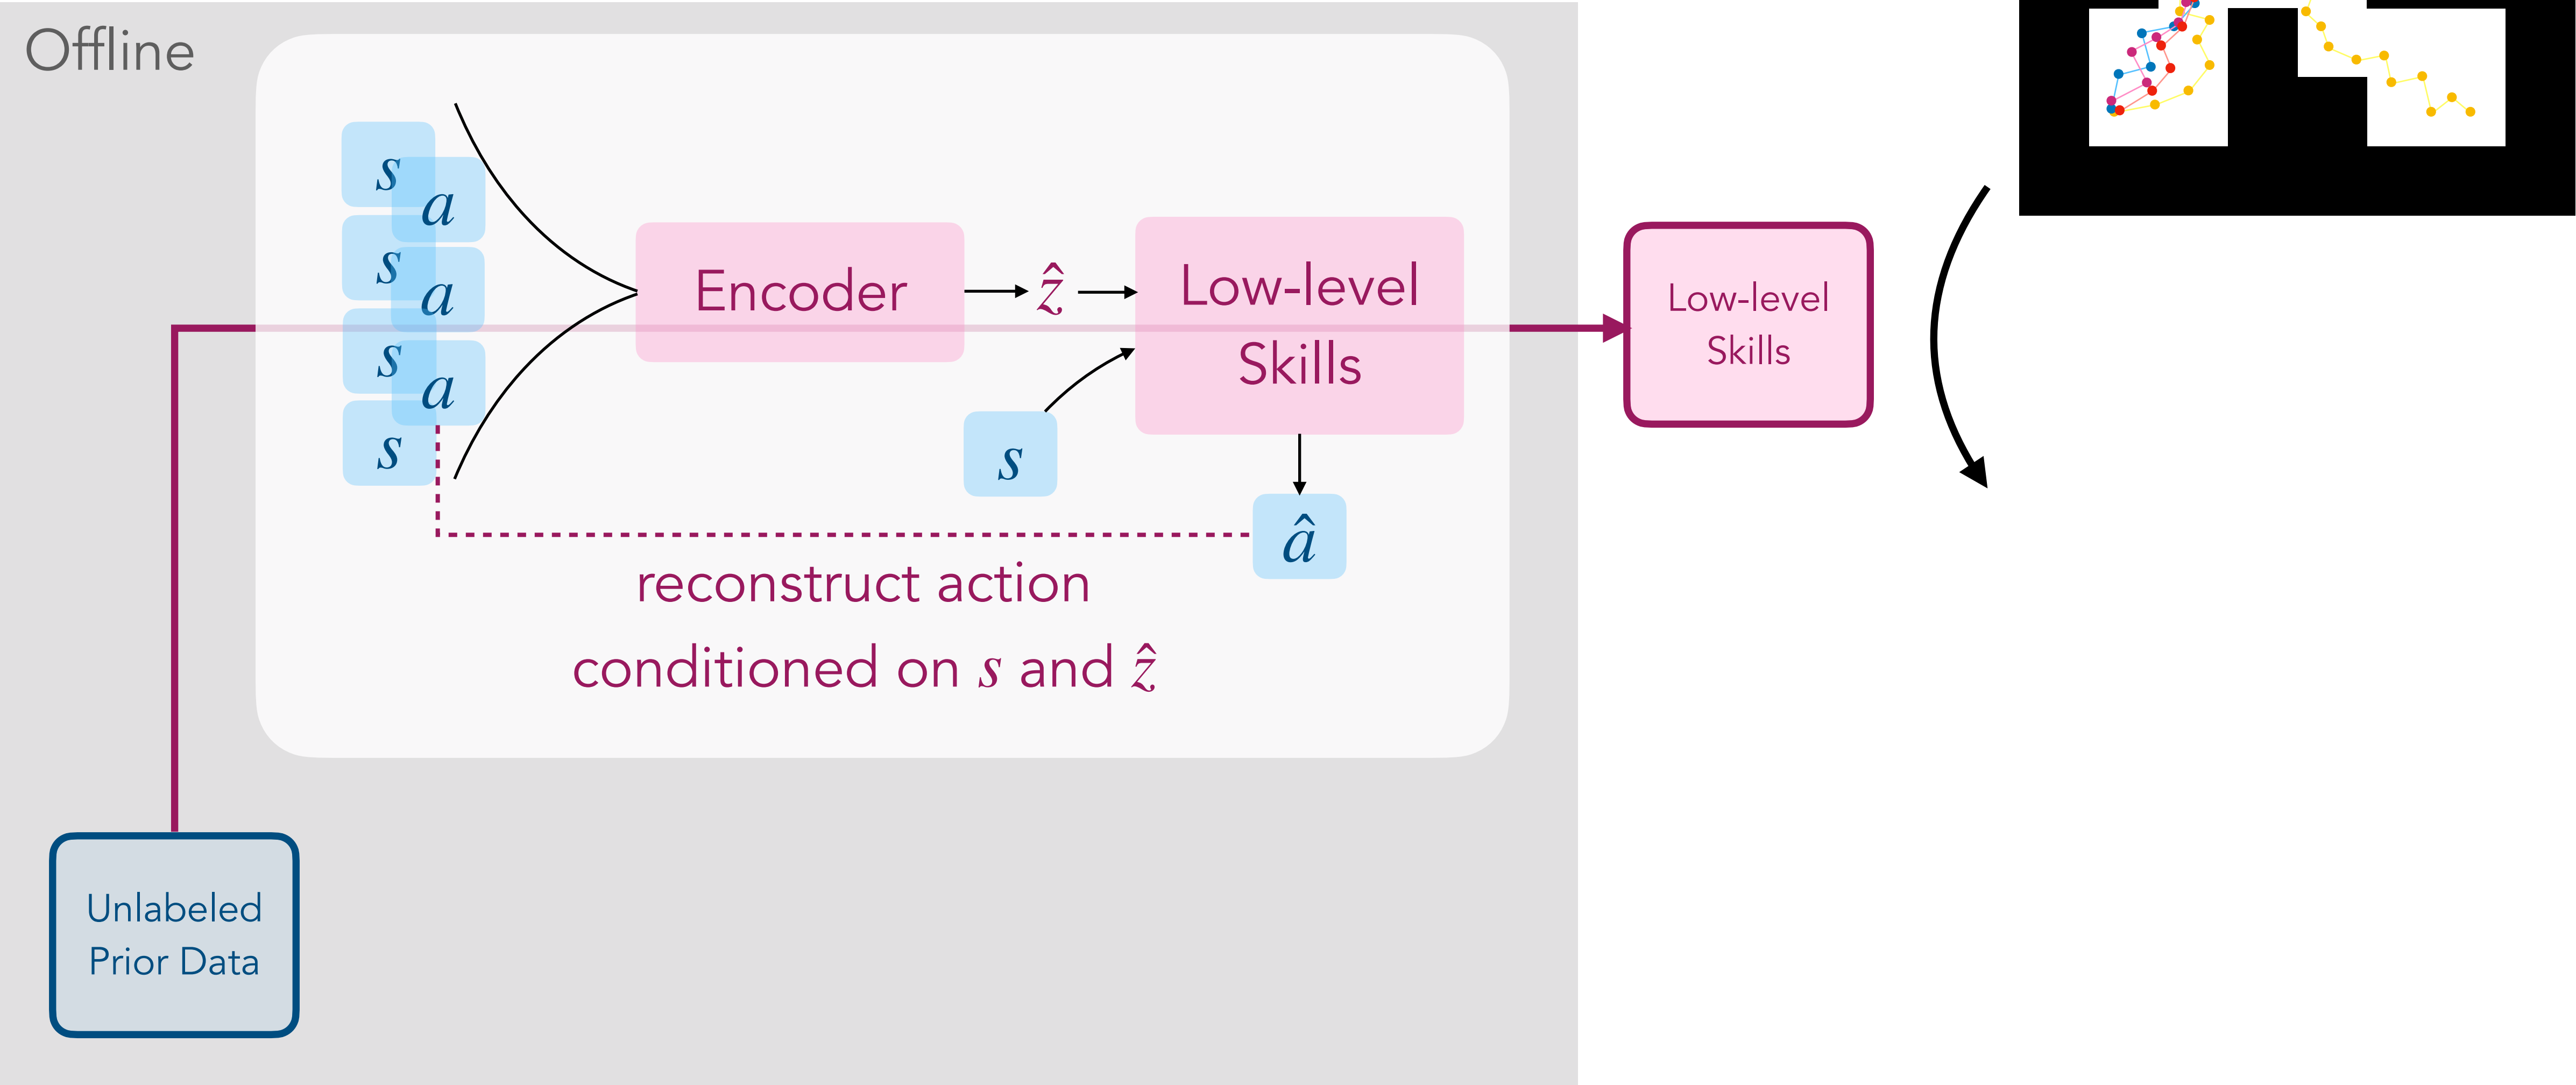 Offline
s
a
s
a
s
a
s
Encoder
ẑ
Low-level
Skills
s
â
reconstruct action
conditioned on s and ẑ
Low-level
Skills
Unlabeled
Prior Data